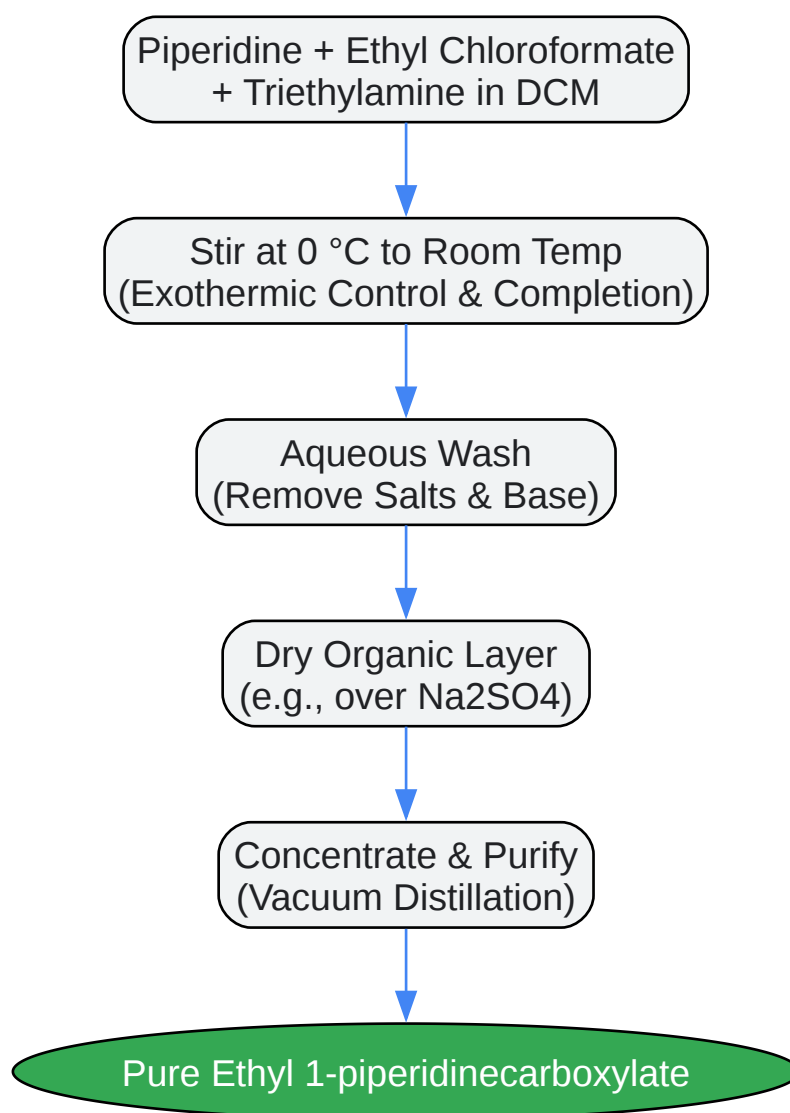 Piperidine + Ethyl Chloroformate
+ Triethylamine in DCM
Stir at 0 °C to Room Temp
(Exothermic Control & Completion)
Aqueous Wash
(Remove Salts & Base)
Dry Organic Layer
(e.g., over Na2SO4)
Concentrate & Purify
(Vacuum Distillation)
Pure Ethyl 1-piperidinecarboxylate